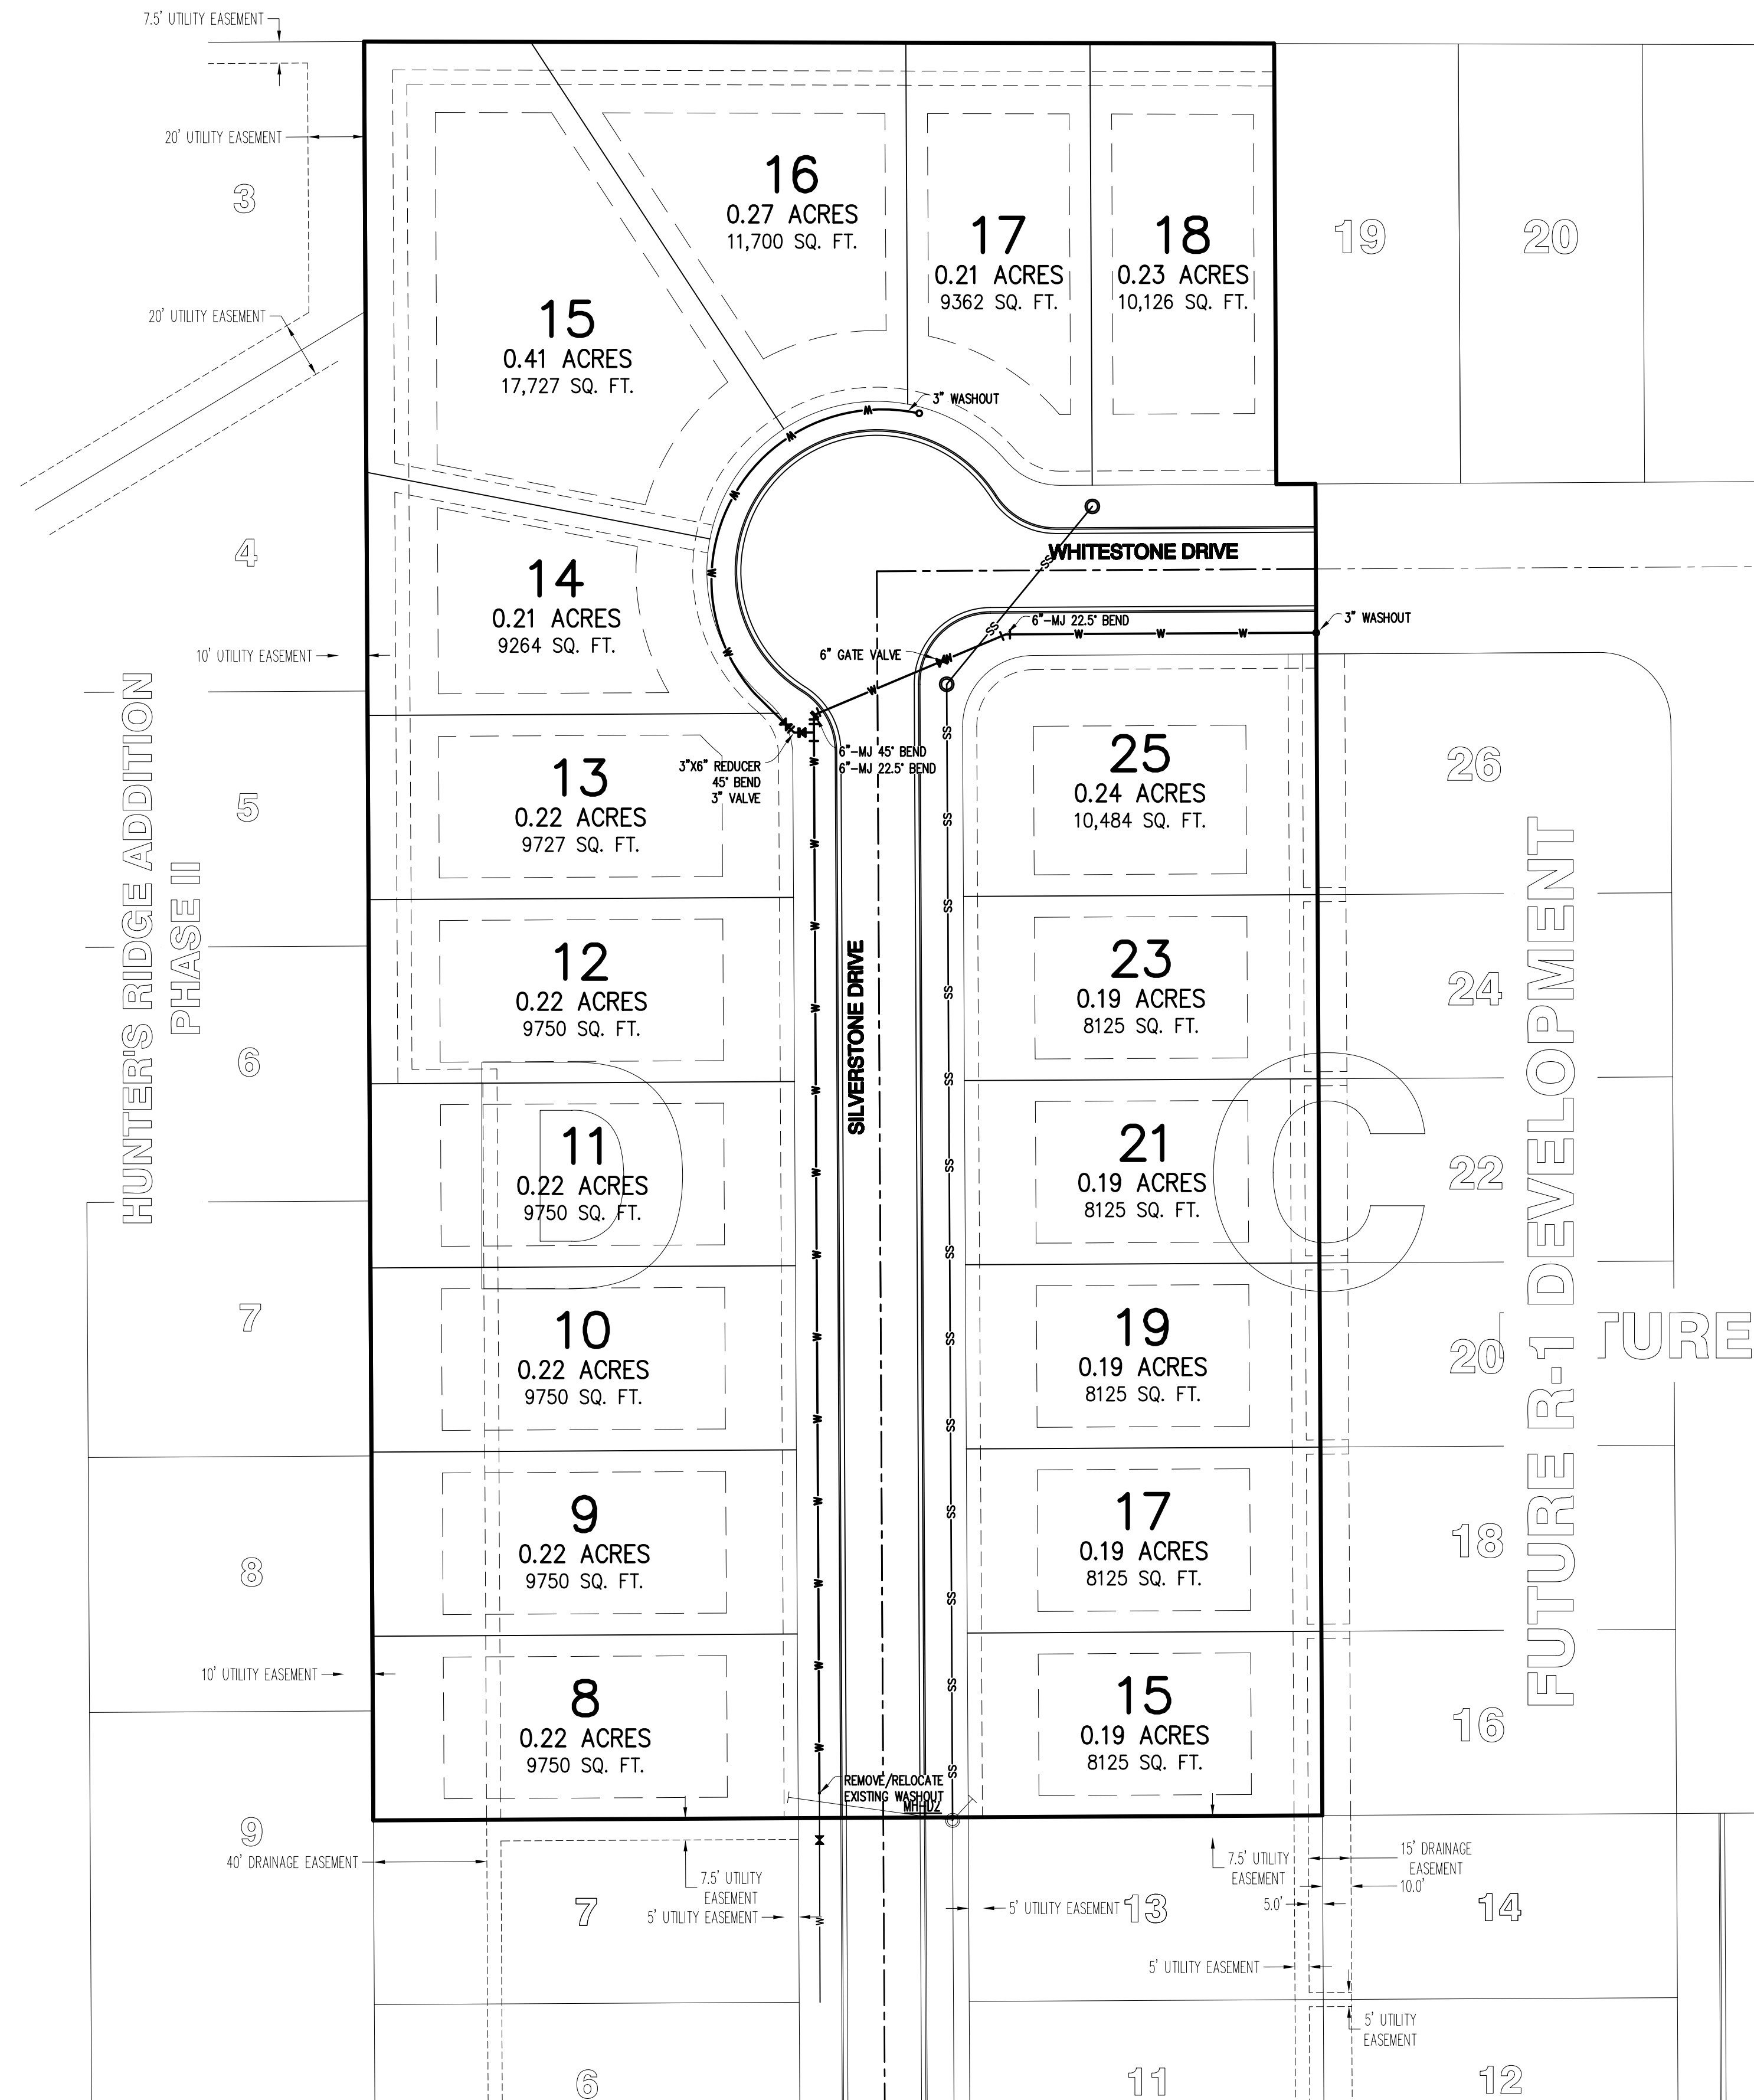 7.5' UTILITY EASEMENT
20' UTILITY EASEMENT
3
20' UTILITY EASEMENT
4
10' UTILITY EASEMENT
HUNTER'S RIDGE ADDITION
PHASE II
5
6
7
8
10' UTILITY EASEMENT
9
40' DRAINAGE EASEMENT
16
0.27 ACRES
11,700 SQ. FT.
17
0.21 ACRES
9362 SQ. FT.
18
0.23 ACRES
10,126 SQ. FT.
19
20
15
0.41 ACRES
17,727 SQ. FT.
3" WASHOUT
WHITESTONE DRIVE
14
0.21 ACRES
9264 SQ. FT.
6"-MJ 22.5° BEND
3" WASHOUT
6" GATE VALVE
6"-MJ 45° BEND
6"-MJ 22.5° BEND
3"X6" REDUCER
45° BEND
3" VALVE
13
0.22 ACRES
9727 SQ. FT.
25
0.24 ACRES
10,484 SQ. FT.
26
12
0.22 ACRES
9750 SQ. FT.
SILVERSTONE DRIVE
23
0.19 ACRES
8125 SQ. FT.
24
FUTURE R-1 DEVELOPMENT
D
11
0.22 ACRES
9750 SQ. FT.
21
0.19 ACRES
8125 SQ. FT.
C
22
10
0.22 ACRES
9750 SQ. FT.
19
0.19 ACRES
8125 SQ. FT.
20
TURE
9
0.22 ACRES
9750 SQ. FT.
17
0.19 ACRES
8125 SQ. FT.
18
8
0.22 ACRES
9750 SQ. FT.
15
0.19 ACRES
8125 SQ. FT.
16
REMOVE/RELOCATE
EXISTING WASHOUT
7.5' UTILITY
EASEMENT
5' UTILITY EASEMENT
7
5' UTILITY EASEMENT
13
7.5' UTILITY
EASEMENT
15' DRAINAGE
EASEMENT
10.0'
5.0'
14
5' UTILITY EASEMENT
5' UTILITY
EASEMENT
6
11
12
W
SS